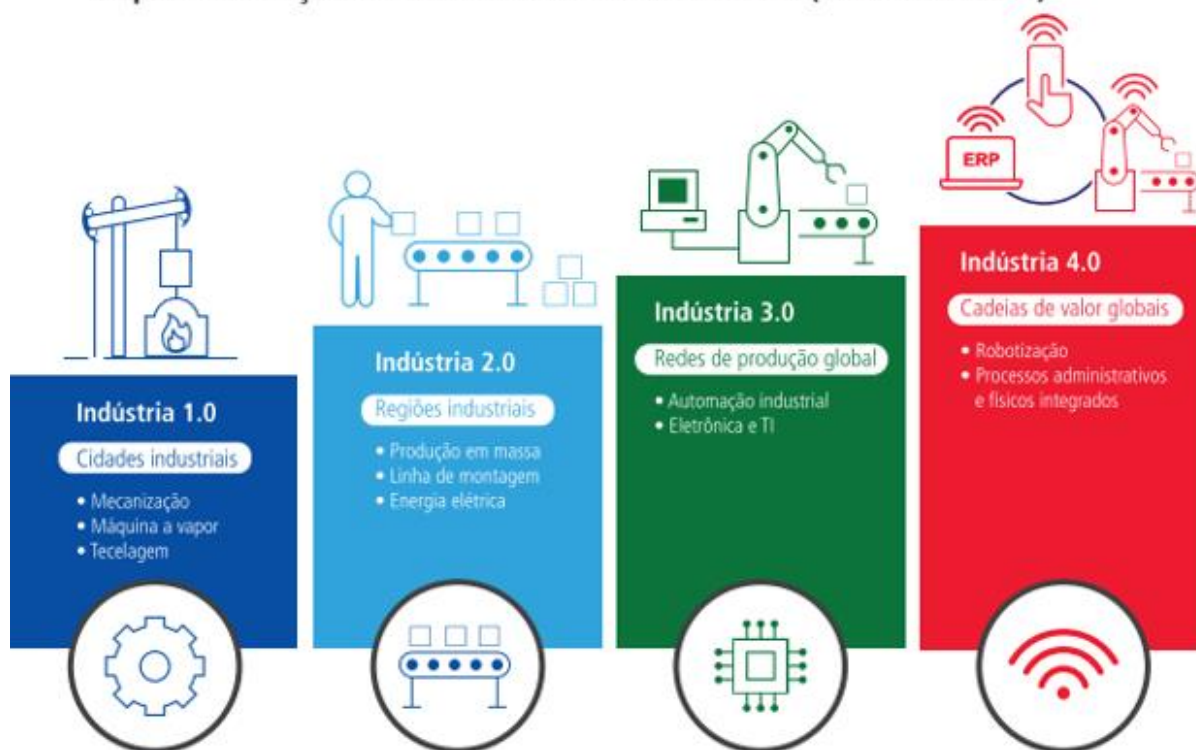 Indústria 1.0
Cidades industriais
• Mecanização
• Máquina a vapor
• Tecelagem
Indústria 2.0
Regiões industriais
• Produção em massa
• Linha de montagem
• Energia elétrica
Indústria 3.0
Redes de produção global
• Automação industrial
• Eletrônica e TI
ERP
Indústria 4.0
Cadeias de valor globais
• Robotização
• Processos administrativos
e físicos integrados